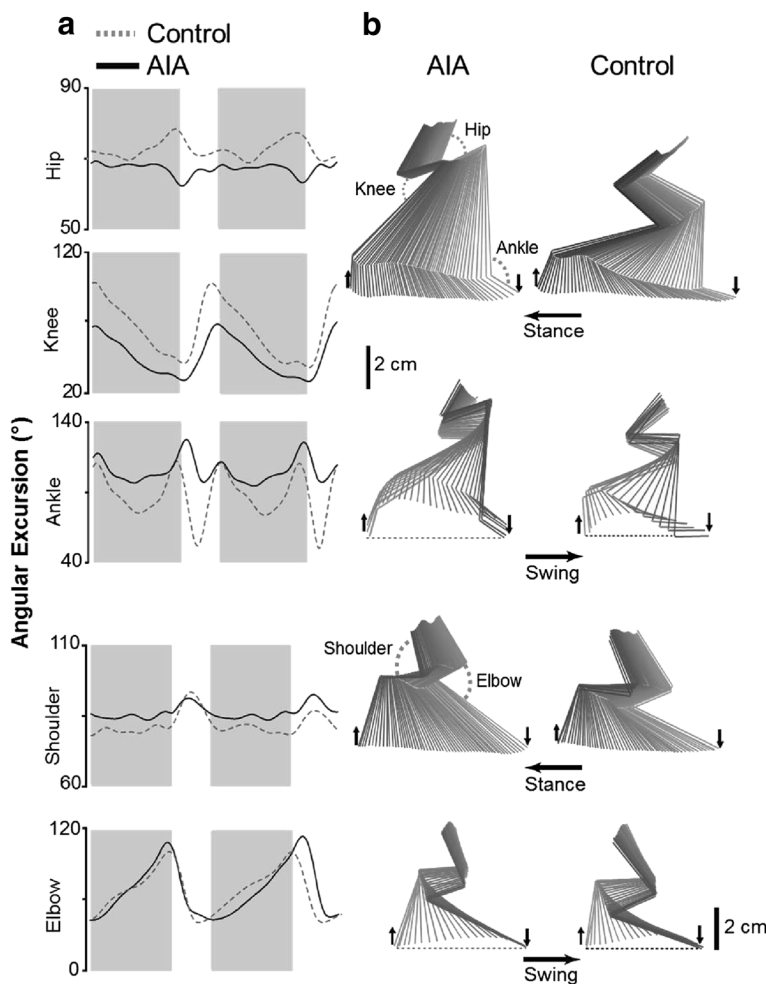 a
Control
AIA
b
AIA
Control
Angular Excursion (°)
90
Hip
50
120
Knee
20
140
Ankle
40
110
Shoulder
60
120
Elbow
0
Hip
Knee
Ankle
Stance
2 cm
Swing
Shoulder
Elbow
Stance
2 cm
Swing